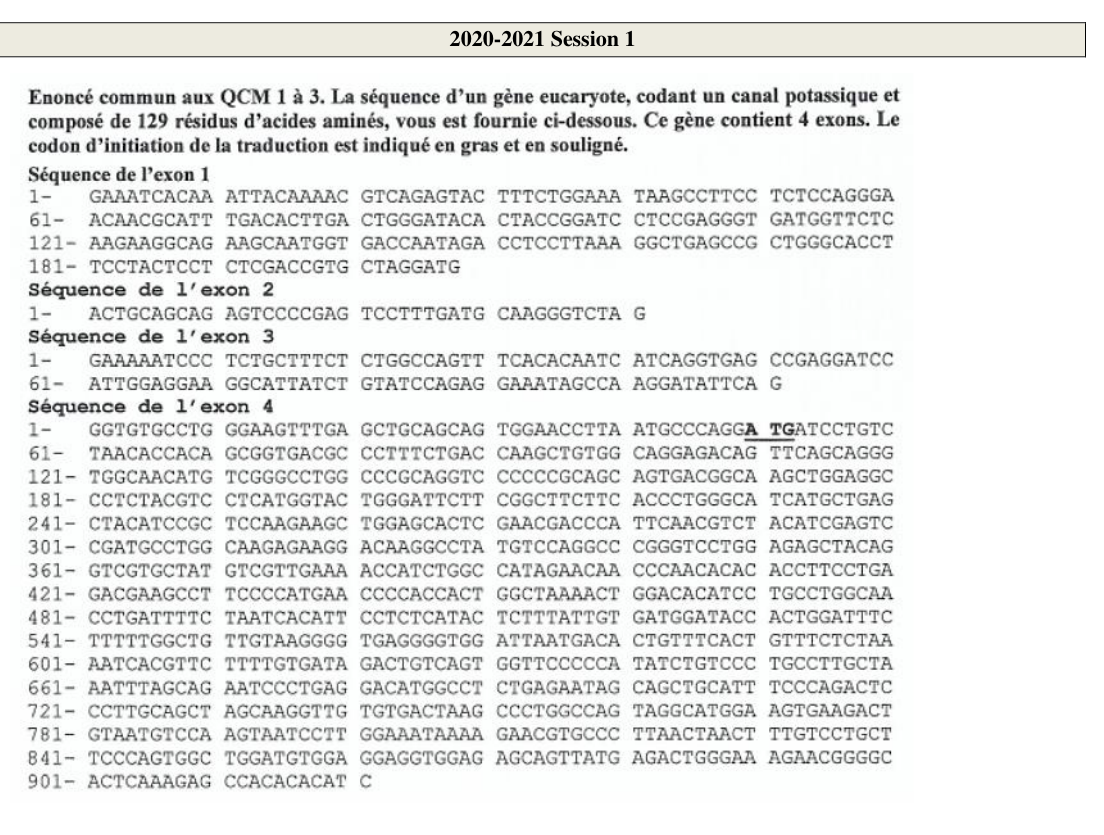 2020-2021 Session 1
Enoncé commun aux QCM 1 à 3. La séquence d'un gène eucaryote, codant un canal potassique et
composé de 129 résidus d'acides aminés, vous est fournie ci-dessous. Ce gène contient 4 exons. Le
codon d'initiation de la traduction est indiqué en gras et en souligné.
Séquence de l'exon 1
1- GAAATCACAA ATTACAAAAC GTCAGAGTAC TTTCTGGAAA TAAGCCTTCC TCTCCAGGGA
61- ACAACGCATT TGACACTTGA CTGGGATACA CTACCGGATC CTCCGAGGGT GATGGTTCTC
121- AAGAAGGCAG AAGCAATGGT GACCAATAGA CCTCCTTAAA GGCTGAGCCG CTGGGCACCT
181- TCCTACTCCT CTCGACCGTG CTAGGATG
Séquence de l'exon 2
1- ACTGCAGCAG AGTCCCCGAG TCCTTTGATG CAAGGGTCTA G
Séquence de l'exon 3
1- GAAAAATCCC TCTGCTTTCT CTGGCCAGTT TCACACAATC ATCAGGTGAG CCGAGGATCC
61- ATTGGAGGAA GGCATTATCT GTATCCAGAG GAAATAGCCA AGGATATTCA G
Séquence de l'exon 4
1- GGTGTGCCTG GGAAGTTTGA GCTGCAGCAG TGGAACCTTA ATGCCCAGGA TGATCCTGTC
61- TAACACCACA GCGGTGACGC CCTTTCTGAC CAAGCTGTGG CAGGAGACAG TTCAGCAGGG
121- TGGCAACATG TCGGGCCTGG CCCGCAGGTC CCCCCGCAGC AGTGACGGCA AGCTGGAGGC
181- CCTCTACGTC CTCATGGTAC TGGGATTCTT CGGCTTCTTC ACCCTGGGCA TCATGCTGAG
241- CTACATCCGC TCCAAGAAGC TGGAGCACTC GAACGACCCA TTCAACGTCT ACATCGAGTC
301- CGATGCCTGG CAAGAGAAGG ACAAGGCCTA TGTCCAGGCC CGGGTCCTGG AGAGCTACAG
361- GTCGTGCTAT GTCGTTGAAA ACCATCTGGC CATAGAACAA CCCAACACAC ACCTTCCTGA
421- GACGAAGCCT TCCCCATGAA CCCCACCACT GGCTAAAACT GGACACATCC TGCCTGGCAA
481- CCTGATTTTC TAATCACATT CCTCTCATAC TCTTTATTGT GATGGATACC ACTGGATTTC
541- TTTTTGGCTG TTGTAAGGGG TGAGGGGTGG ATTAATGACA CTGTTTCACT GTTTCTCTAA
601- AATCACGTTC TTTTGTGATA GACTGTCAGT GGTTCCCCCA TATCTGTCCC TGCCTTGCTA
661- AATTTAGCAG AATCCCTGAG GACATGGCCT CTGAGAATAG CAGCTGCATT TCCCAGACTC
721- CCTTGCAGCT AGCAAGGTTG TGTGACTAAG CCCTGGCCAG TAGGCATGGA AGTGAAGACT
781- GTAATGTCCA AGTAATCCTT GGAAATAAAA GAACGTGCCC TTAACTAACT TTGTCCTGCT
841- TCCCAGTGGC TGGATGTGGA GGAGGTGGAG AGCAGTTATG AGACTGGGAA AGAACGGGGC
901- ACTCAAAGAG CCACACACAT C